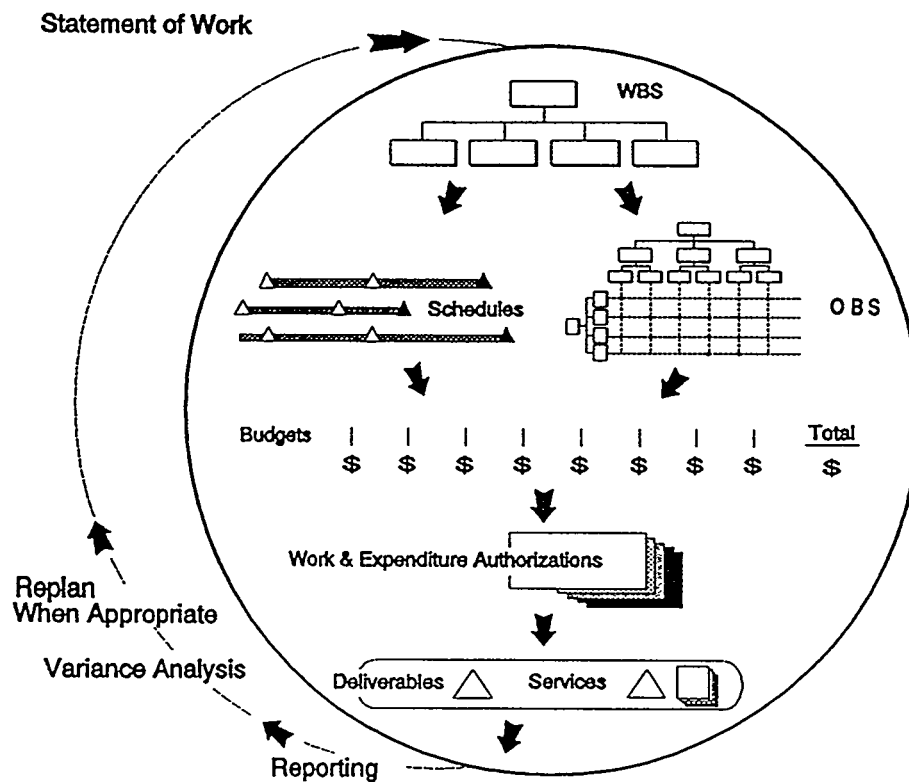 Statement of Work
WBS
Schedules
O B S
Budgets
Total
$ $ $ $ $ $ $ $ $
Work & Expenditure Authorizations
Replan
When Appropriate
Variance Analysis
Deliverables
Services
Reporting